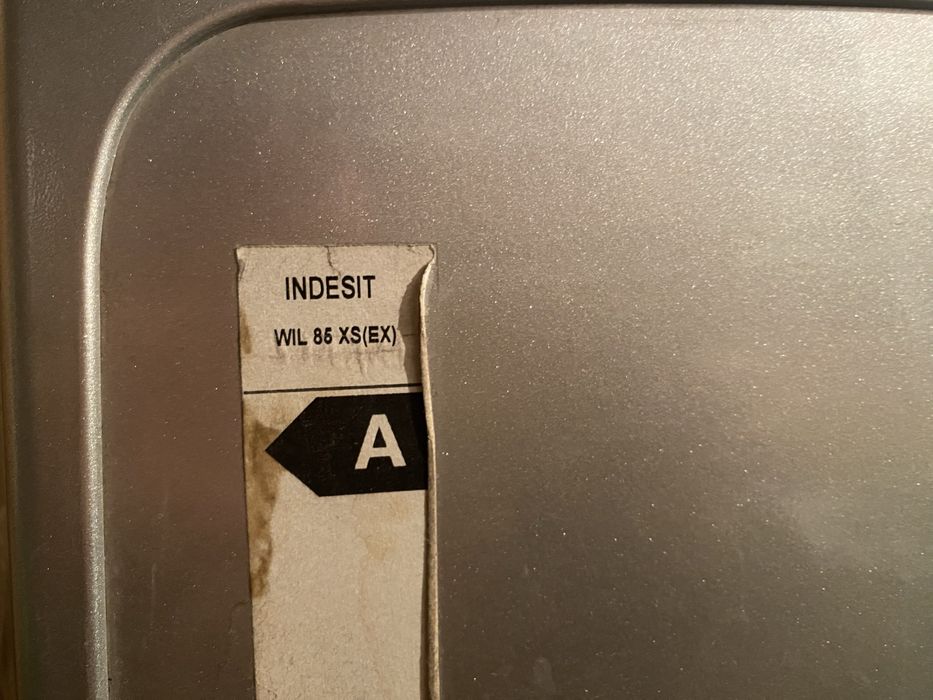 INDESIT
WIL 85 XS(EX)
A